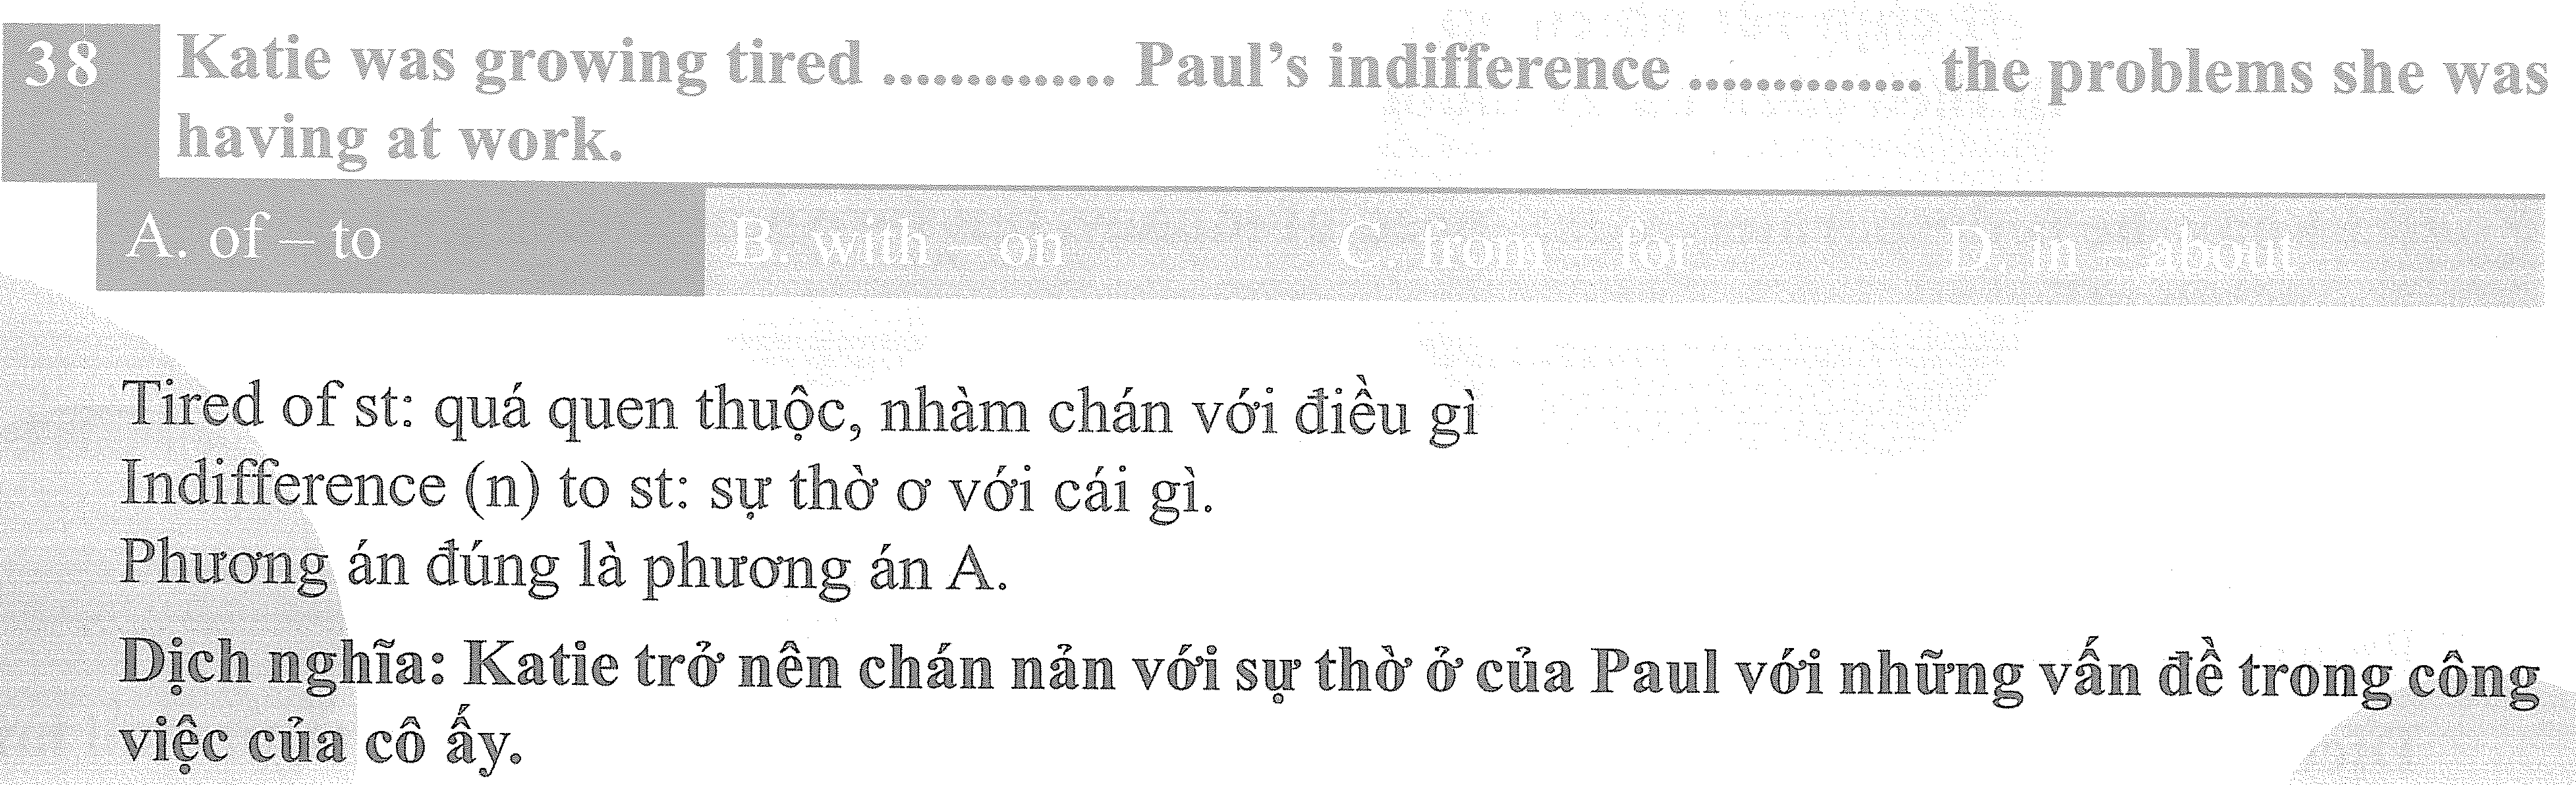 38 Katie was growing tired .............. Paul's indifference .............. the problems she was
having at work.
A. of – to B. with – on C. from – for D. in – about
Tired of st: quá quen thuộc, nhàm chán với điều gì
Indifference (n) to st: sự thờ ơ với cái gì.
Phương án đúng là phương án A.
Dịch nghĩa: Katie trở nên chán nản với sự thờ ở của Paul với những vấn đề trong công
việc của cô ấy.